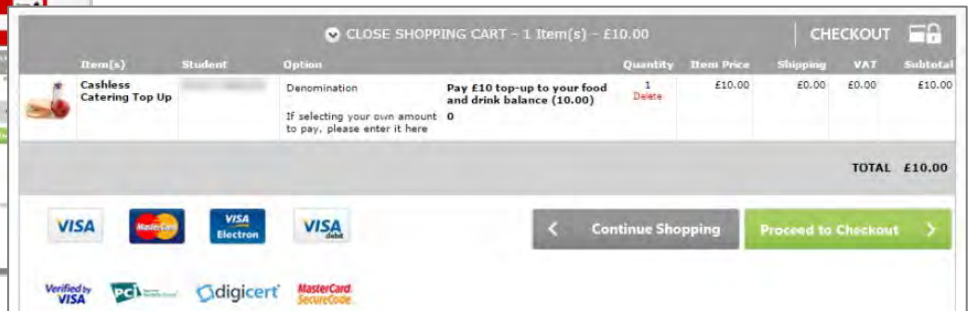 CLOSE SHOPPING CART - 1 Item(s) - £10.00
CHECKOUT
Item(s) Student Option Quantity Item Price Shipping VAT Subtotal
Cashless Denomination Pay £10 top-up to your food 1 £10.00 £0.00 £0.00 £10.00
Catering Top Up and drink balance (10.00) Delete
If selecting your own amount 0
to pay, please enter it here
TOTAL £10.00
VISA MasterCard VISA VISA
Electron debit
Continue Shopping Proceed to Checkout
Verified by PCI digicert MasterCard
VISA SecureCode